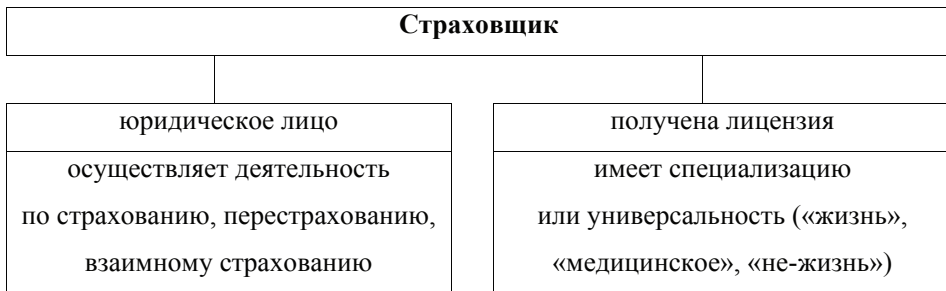 Страховщик
юридическое лицо
осуществляет деятельность
по страхованию, перестрахованию,
взаимному страхованию
получена лицензия
имеет специализацию
или универсальность («жизнь»,
«медицинское», «не-жизнь»)